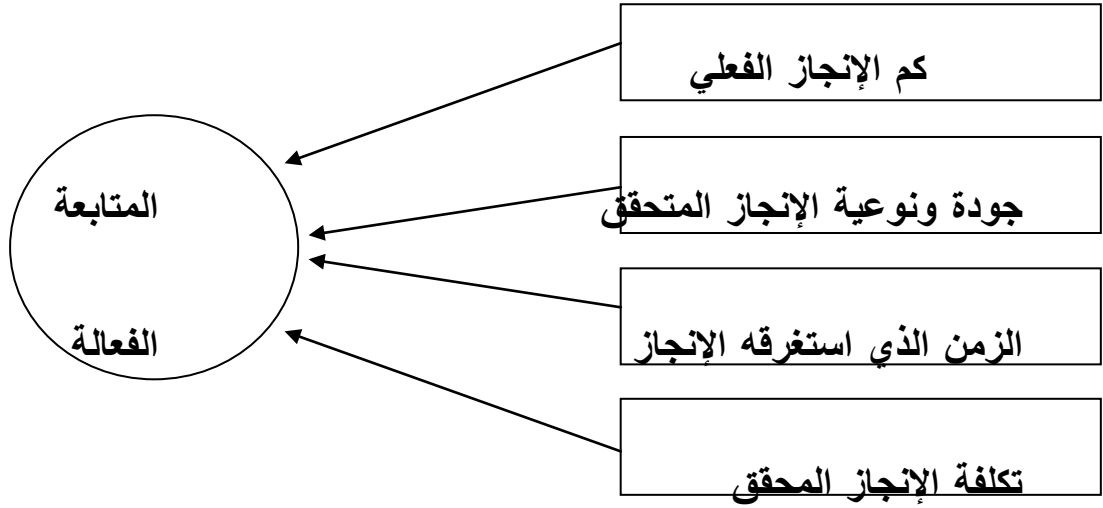 كم الإنجاز الفعلي
جودة ونوعية الإنجاز المتحقق
الزمن الذي استغرقه الإنجاز
تكلفة الإنجاز المحقق
المتابعة
الفعالة